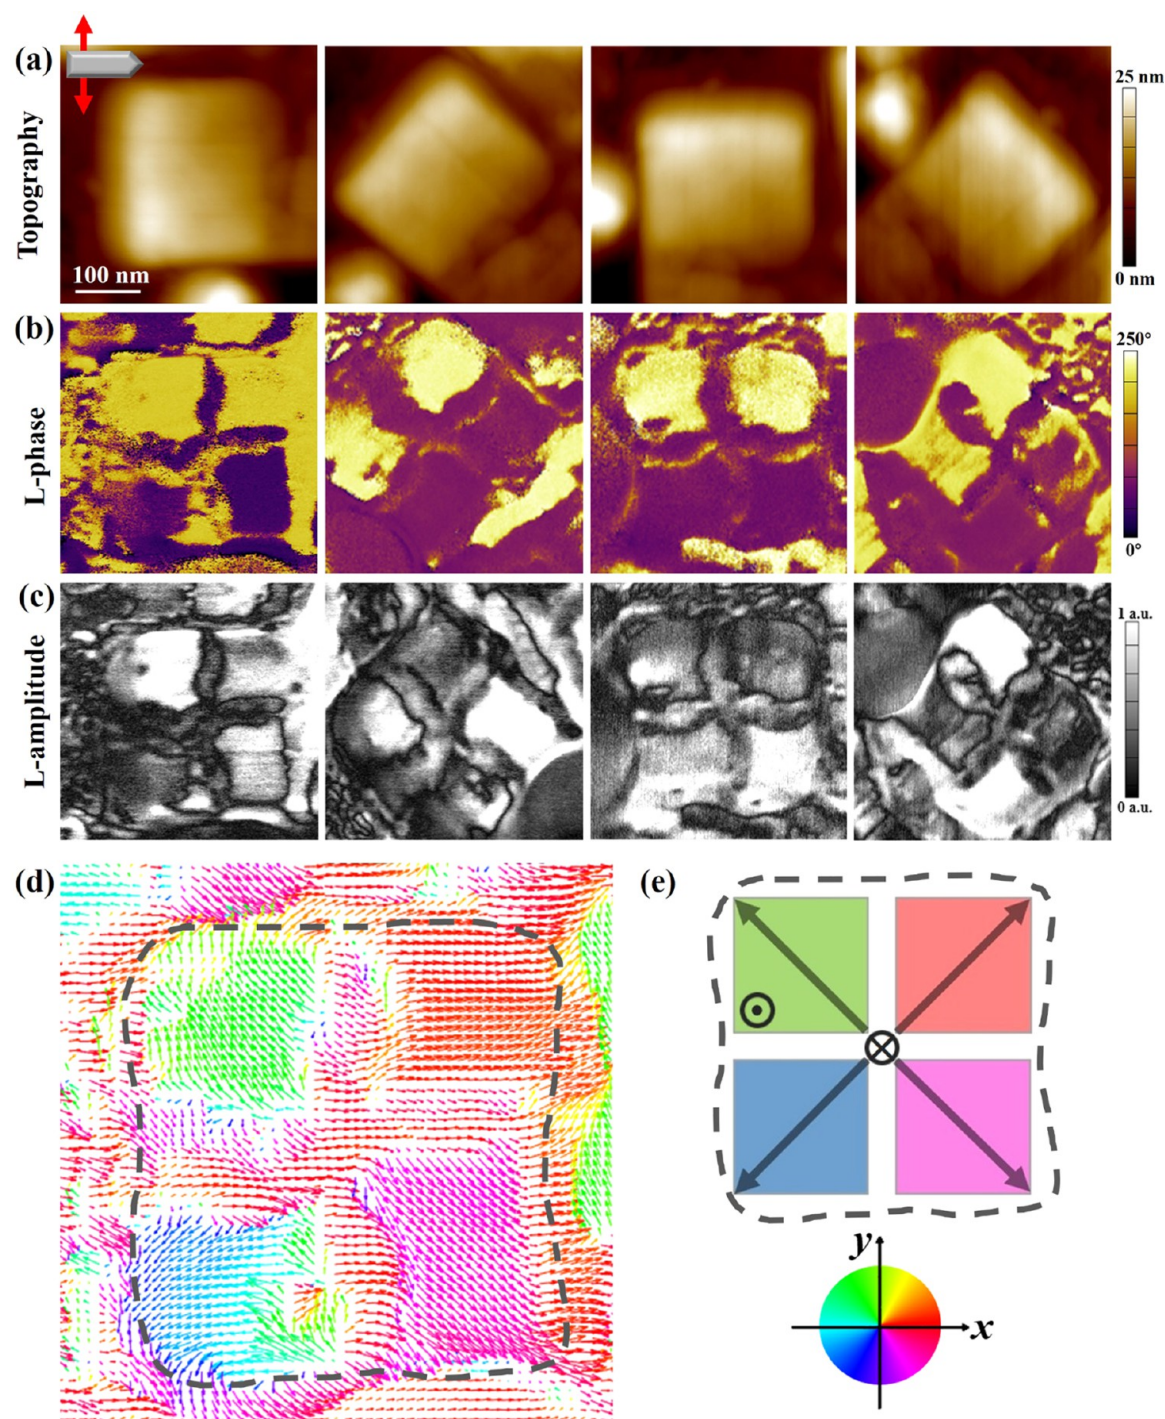 (a)
Topography
100 nm
25 nm
0 nm
(b)
L-phase
250°
0°
(c)
L-amplitude
1 a.u.
0 a.u.
(d)
(e)
y
x